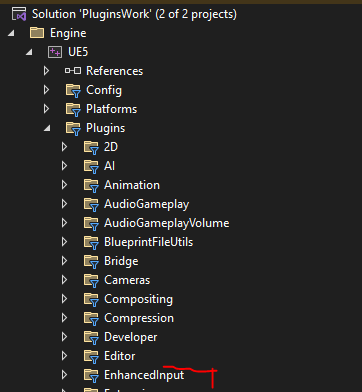 Solution 'PluginsWork' (2 of 2 projects)
Engine
UE5
References
Config
Platforms
Plugins
2D
AI
Animation
AudioGameplay
AudioGameplayVolume
BlueprintFileUtils
Bridge
Cameras
Compositing
Compression
Developer
Editor
EnhancedInput